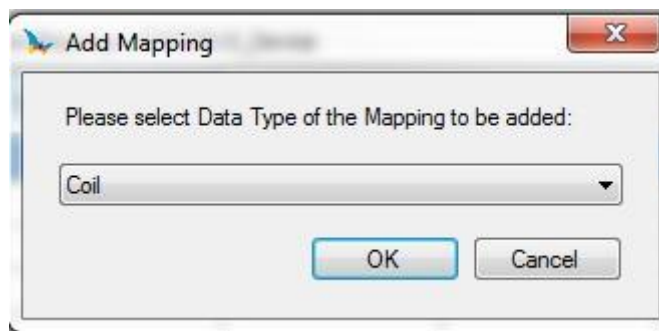 Add Mapping
Please select Data Type of the Mapping to be added:
Coil
OK
Cancel